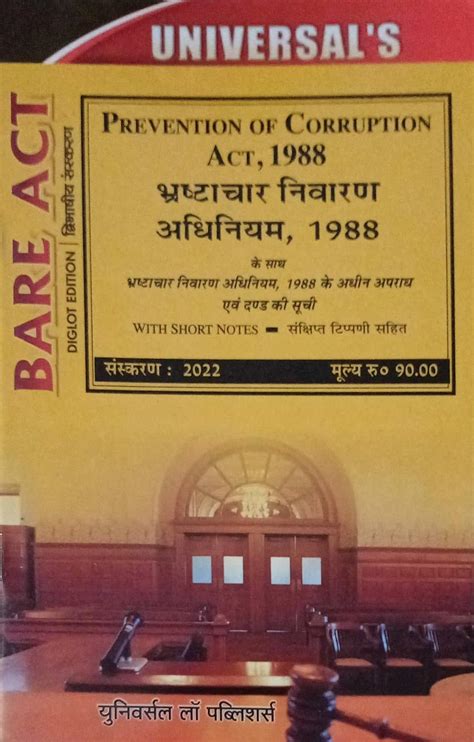 UNIVERSAL'S
BARE ACT
DIGLOT EDITION | द्विभाषीय संस्करण
PREVENTION OF CORRUPTION
ACT, 1988
भ्रष्टाचार निवारण
अधिनियम, 1988
के साथ
भ्रष्टाचार निवारण अधिनियम, 1988 के अधीन अपराध
एवं दण्ड की सूची
WITH SHORT NOTES – संक्षिप्त टिप्पणी सहित
संस्करण : 2022 मूल्य रु० 90.00
युनिवर्सल लॉ पब्लिशर्स